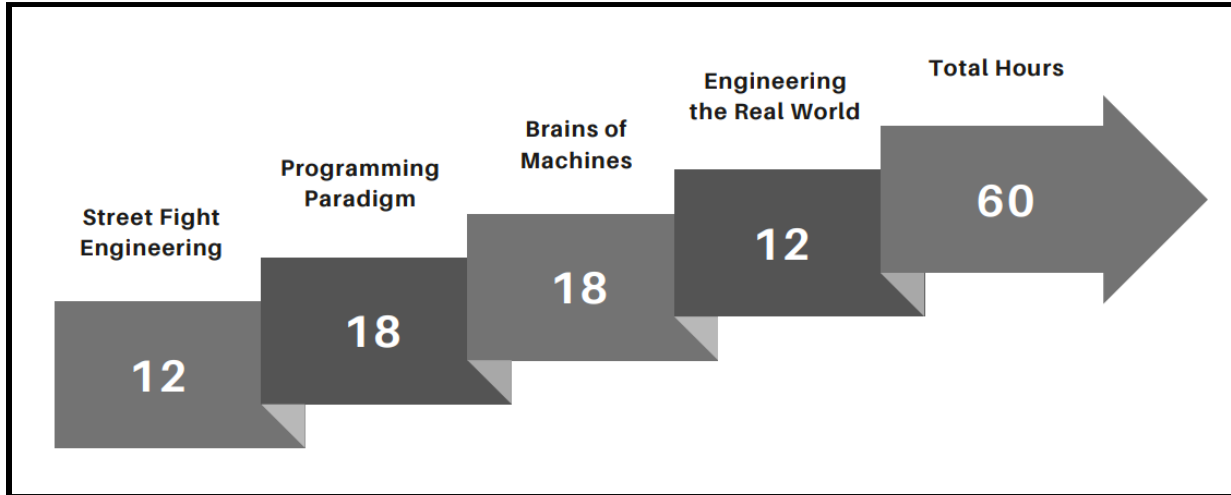 Street Fight
Engineering
12
Programming
Paradigm
18
Brains of
Machines
18
Engineering
the Real World
12
Total Hours
60